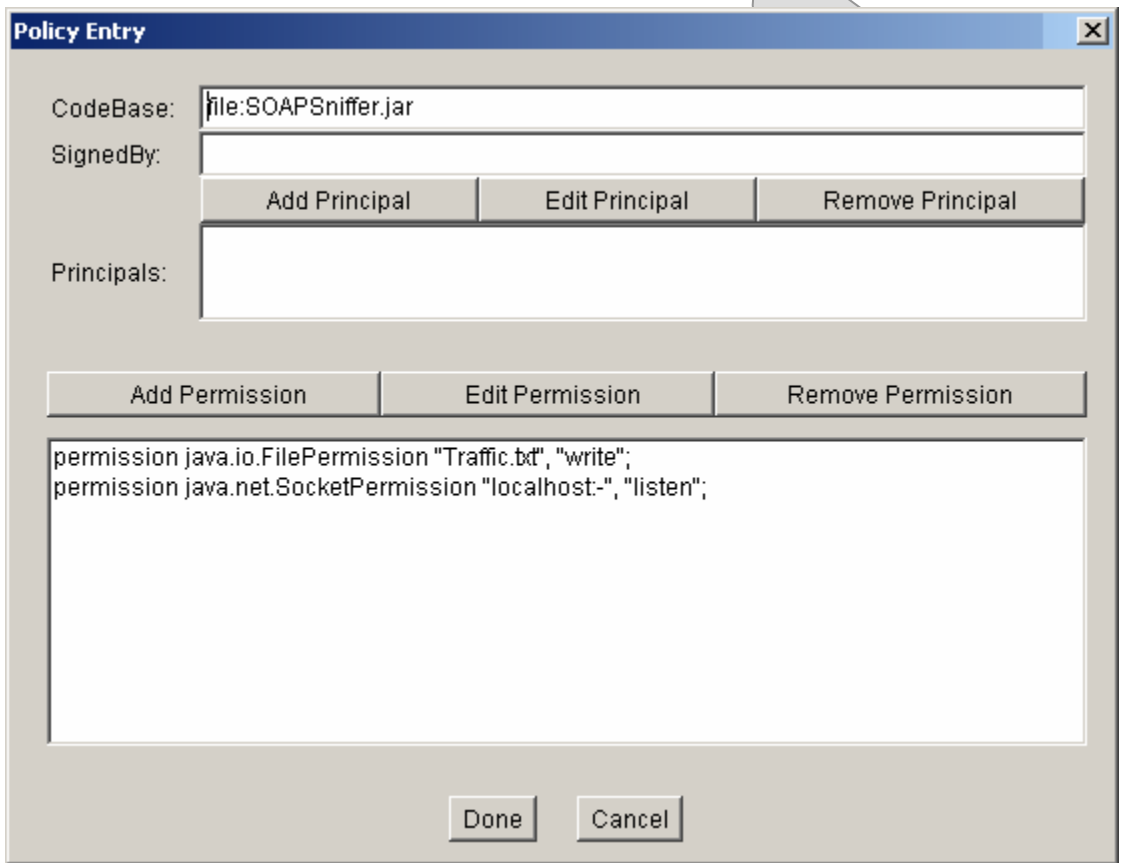 Policy Entry
CodeBase: file:SOAPSniffer.jar
SignedBy:
Add Principal Edit Principal Remove Principal
Principals:
Add Permission Edit Permission Remove Permission
permission java.io.FilePermission "Traffic.txt", "write";
permission java.net.SocketPermission "localhost:-", "listen";
Done Cancel